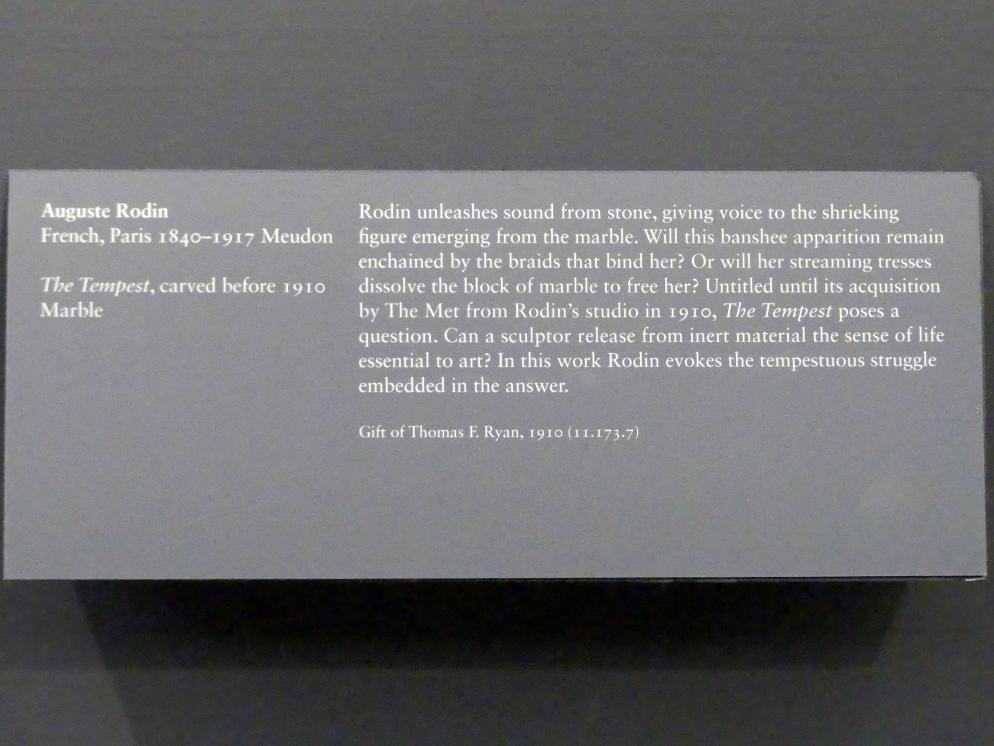 Auguste Rodin
French, Paris 1840–1917 Meudon
The Tempest, carved before 1910
Marble
Rodin unleashes sound from stone, giving voice to the shrieking
figure emerging from the marble. Will this banshee apparition remain
enchained by the braids that bind her? Or will her streaming tresses
dissolve the block of marble to free her? Untitled until its acquisition
by The Met from Rodin's studio in 1910, The Tempest poses a
question. Can a sculptor release from inert material the sense of life
essential to art? In this work Rodin evokes the tempestuous struggle
embedded in the answer.
Gift of Thomas F. Ryan, 1910 (11.173.7)